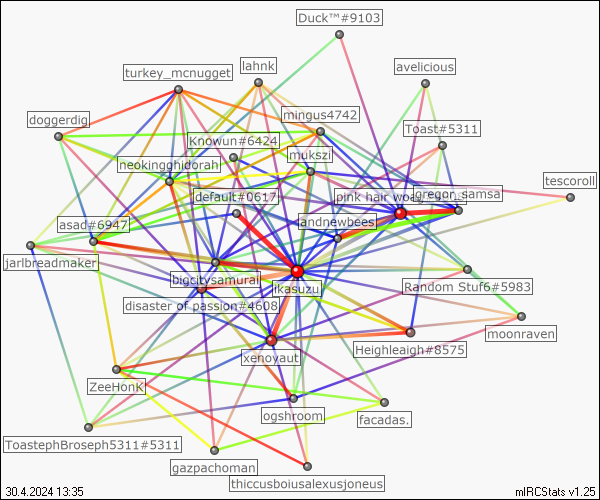 Duck™#9103
lahnk
avelicious
turkey_mcnugget
mingus4742
doggerdig
Toast#5311
Knowun#6424
mukszi
neokingghidorah
tescoroll
default#0617
pink hair wo
gregor_samsa
asad#6947
andnewbees
jarlbreadmaker
bigcitysamurai
ikasuzu
Random Stuf6#5983
disaster of passion#4608
moonraven
xenoyaut
Heighleigh#8575
ZeeHonK
ogshroom
facadas.
ToastephBroseph5311#5311
gazpachoman
thiccusboiusalexusjoneus
30.4.2024 13:35
mIRCStats v1.25